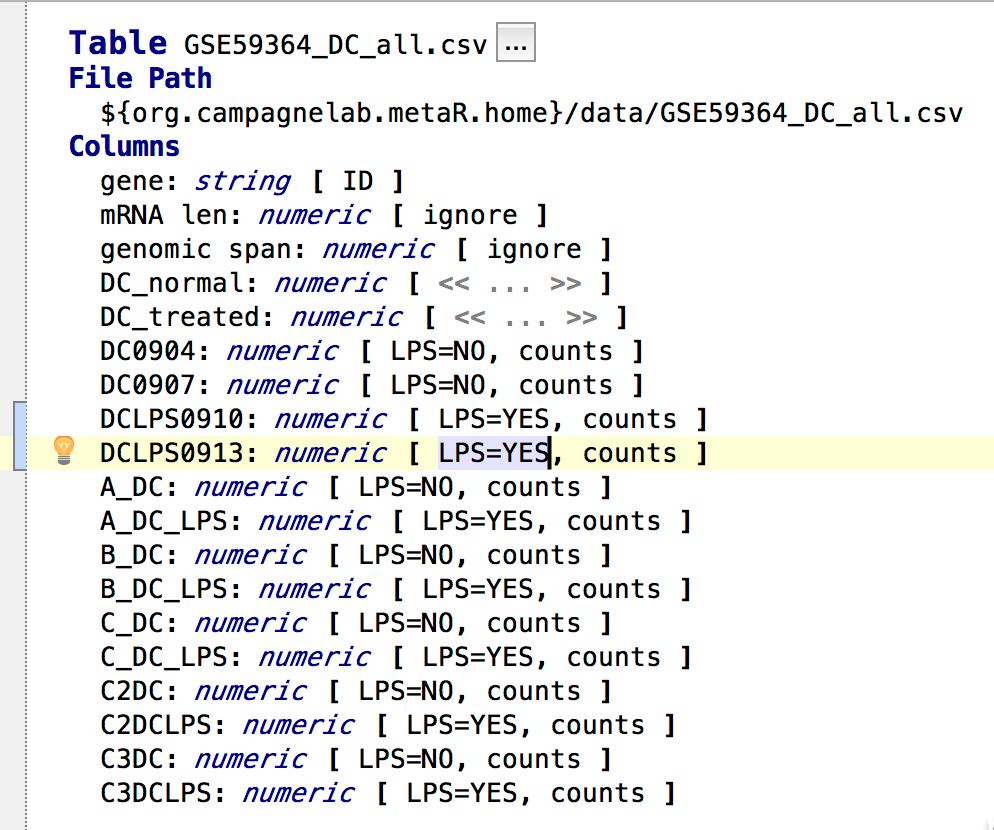 Table GSE59364_DC_all.csv ...
File Path
${org.campagnelab.metaR.home}/data/GSE59364_DC_all.csv
Columns
gene: string [ ID ]
mRNA len: numeric [ ignore ]
genomic span: numeric [ ignore ]
DC_normal: numeric [ << ... >> ]
DC_treated: numeric [ << ... >> ]
DC0904: numeric [ LPS=NO, counts ]
DC0907: numeric [ LPS=NO, counts ]
DCLPS0910: numeric [ LPS=YES, counts ]
DCLPS0913: numeric [ LPS=YES, counts ]
A_DC: numeric [ LPS=NO, counts ]
A_DC_LPS: numeric [ LPS=YES, counts ]
B_DC: numeric [ LPS=NO, counts ]
B_DC_LPS: numeric [ LPS=YES, counts ]
C_DC: numeric [ LPS=NO, counts ]
C_DC_LPS: numeric [ LPS=YES, counts ]
C2DC: numeric [ LPS=NO, counts ]
C2DCLPS: numeric [ LPS=YES, counts ]
C3DC: numeric [ LPS=NO, counts ]
C3DCLPS: numeric [ LPS=YES, counts ]